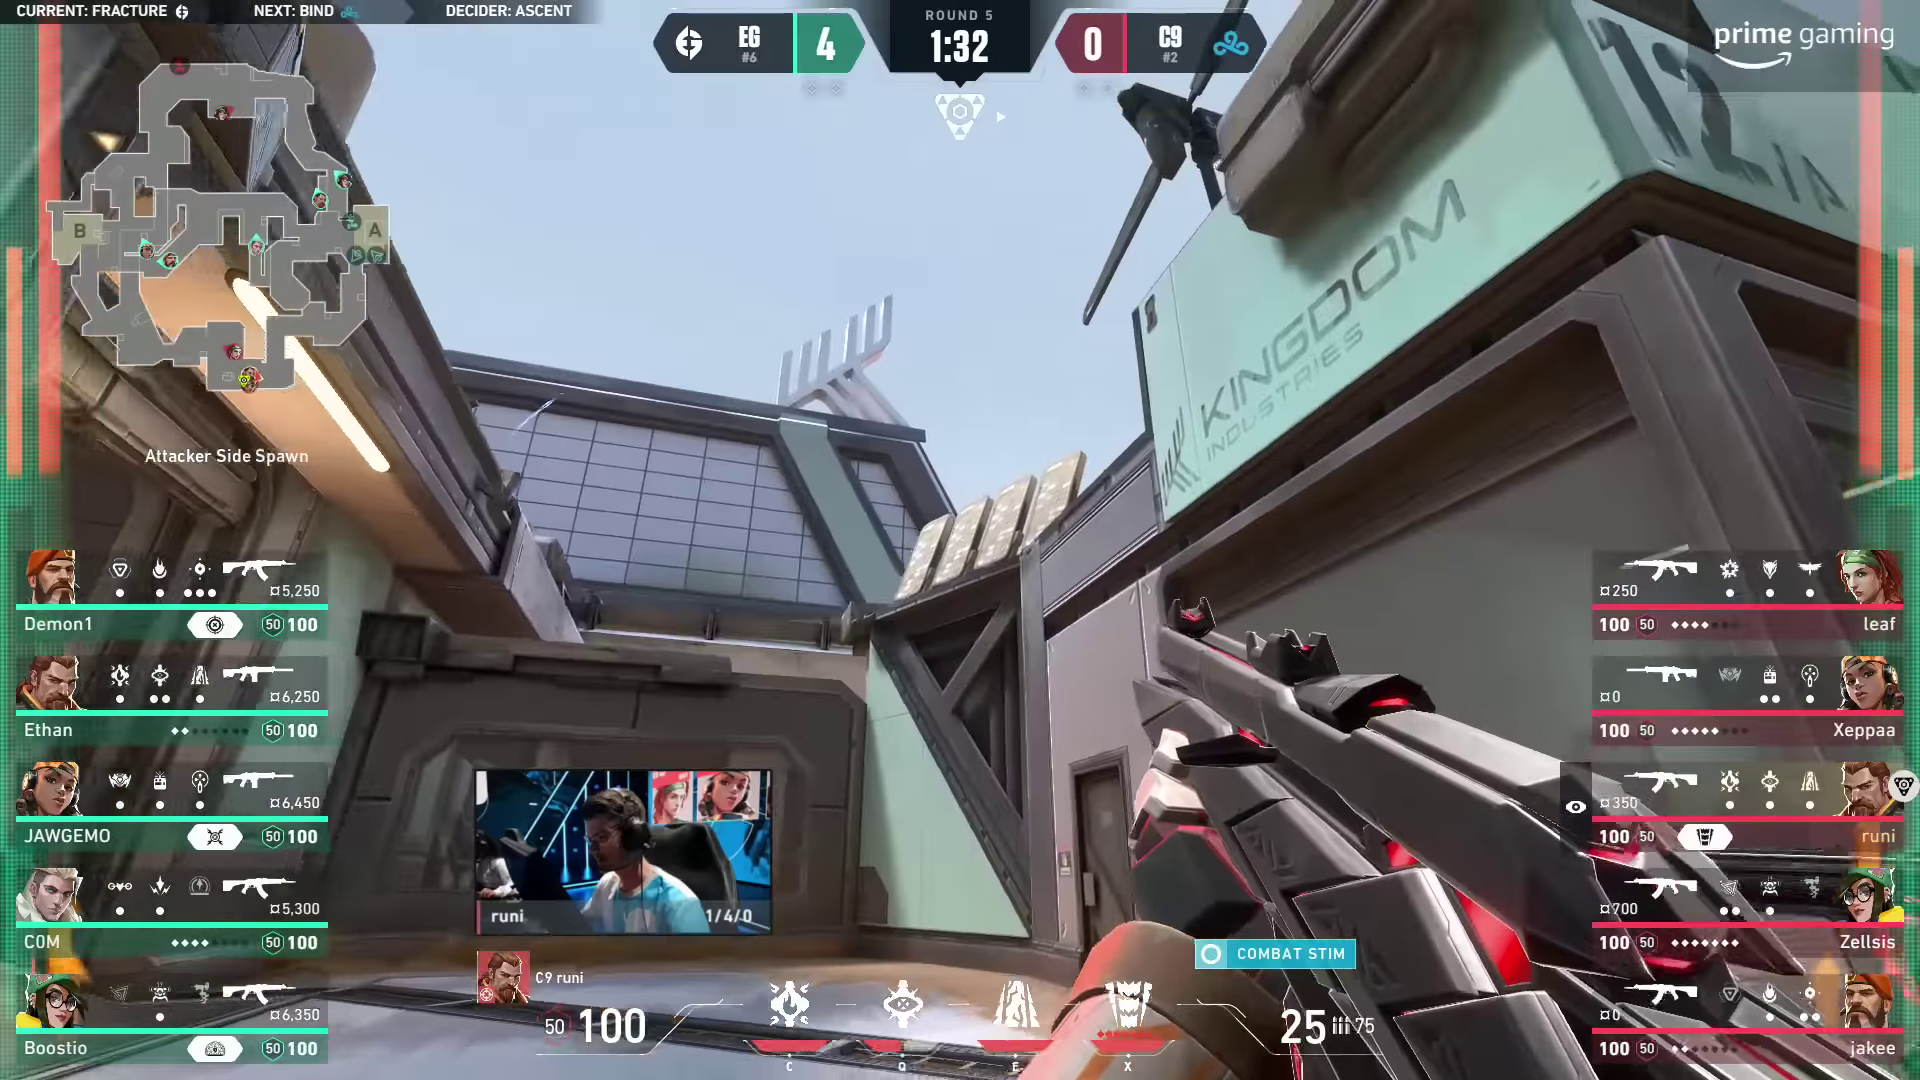 CURRENT: FRACTURE
NEXT: BIND
DECIDER: ASCENT
EG
#6
4
ROUND 5
1:32
0
C9
#2
prime gaming
12
/A
KINGDOM
INDUSTRIES
B
A
Attacker Side Spawn
5,250
Demon1
50 100
6,250
Ethan
50 100
6,450
JAWGEMO
50 100
5,300
C0M
50 100
6,350
Boostio
50 100
250
100 50
leaf
0
100 50
Xeppaa
350
100 50
runi
700
100 50
Zellsis
0
100 50
jakee
runi
1/4/0
C9 runi
50 100
COMBAT STIM
25 75
C
Q
E
X